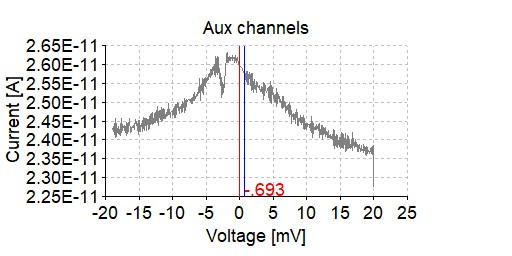 Aux channels
2.65E-11
2.60E-11
2.55E-11
2.50E-11
2.45E-11
2.40E-11
2.35E-11
2.30E-11
2.25E-11
Current [A]
-.693
-20 -15 -10 -5 0 5 10 15 20 25
Voltage [mV]